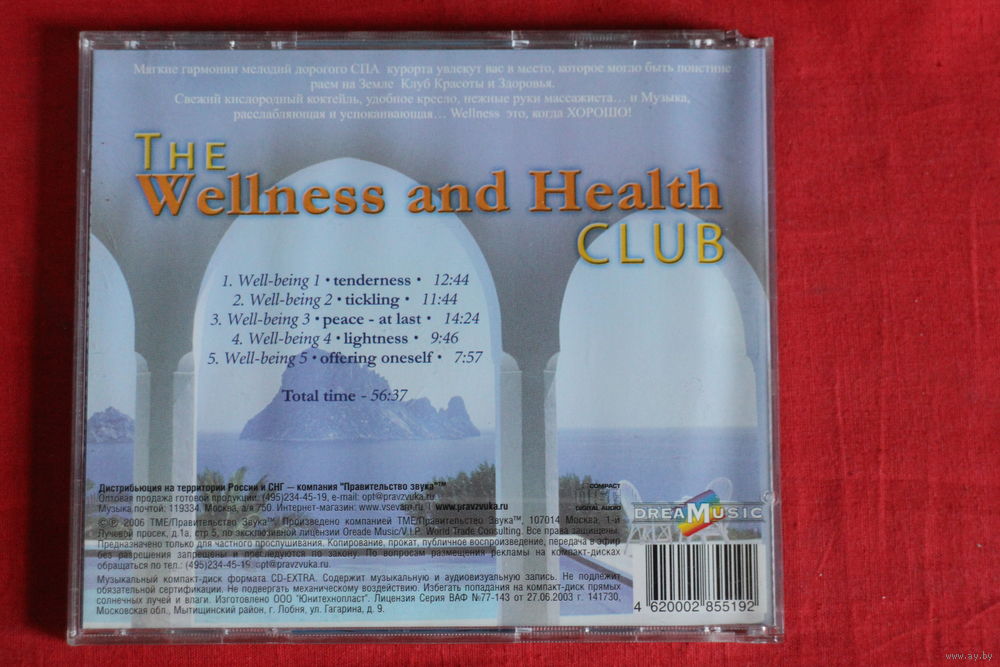 Мягкие гармонии мелодий дорогого СПА курорта увлекут вас в место, которое могло быть поистине
раем на Земле Клуб Красоты и Здоровья.
Свежий кислородный коктейль, удобное кресло, нежные руки массажиста... и Музыка,
расслабляющая и успокаивающая... Wellness это, когда ХОРОШО!
THE
Wellness and Health
CLUB
1. Well-being 1 • tenderness • 12:44
2. Well-being 2 • tickling • 11:44
3. Well-being 3 • peace - at last • 14:24
4. Well-being 4 • lightness • 9:46
5. Well-being 5 • offering oneself • 7:57
Total time - 56:37
Дистрибьюция на территории России и СНГ — компания "Правительство звука"™
Оптовая продажа готовой продукции: (495)234-45-19, e-mail: opt@pravzvuka.ru
Музыка почтой: 119334, Москва, а/я 750. Интернет-магазин: www.vsevam.ru | www.pravzvuka.ru
©℗ 2006 ТМЕ/Правительство Звука™. Произведено компанией ТМЕ/Правительство Звука™, 107014 Москва, 1-й
Лучевой просек, д.1а, стр 5, по эксклюзивной лицензии Oreade Music/V.I.P. World Trade Consulting. Все права защищены.
Предназначено только для частного прослушивания. Копирование, прокат, публичное воспроизведение, передача в эфир
без разрешения запрещены и преследуются по закону. По вопросам размещения рекламы на компакт-дисках
обращаться по тел.: (495)234-45-19, opt@pravzvuka.ru.
Музыкальный компакт-диск формата CD-EXTRA. Содержит музыкальную и аудиовизуальную запись. Не подлежит
обязательной сертификации. Не подвергать механическому воздействию. Избегать попадания на компакт-диск прямых
солнечных лучей и влаги. Изготовлено ООО "Юнитехнопласт". Лицензия Серия ВАФ №77-143 от 27.06.2003 г. 141730,
Московская обл., Мытищинский район, г. Лобня, ул. Гагарина, д. 9.
COMPACT
DIGITAL AUDIO
DREAMUSIC
4 620002 855192
www.ay.by